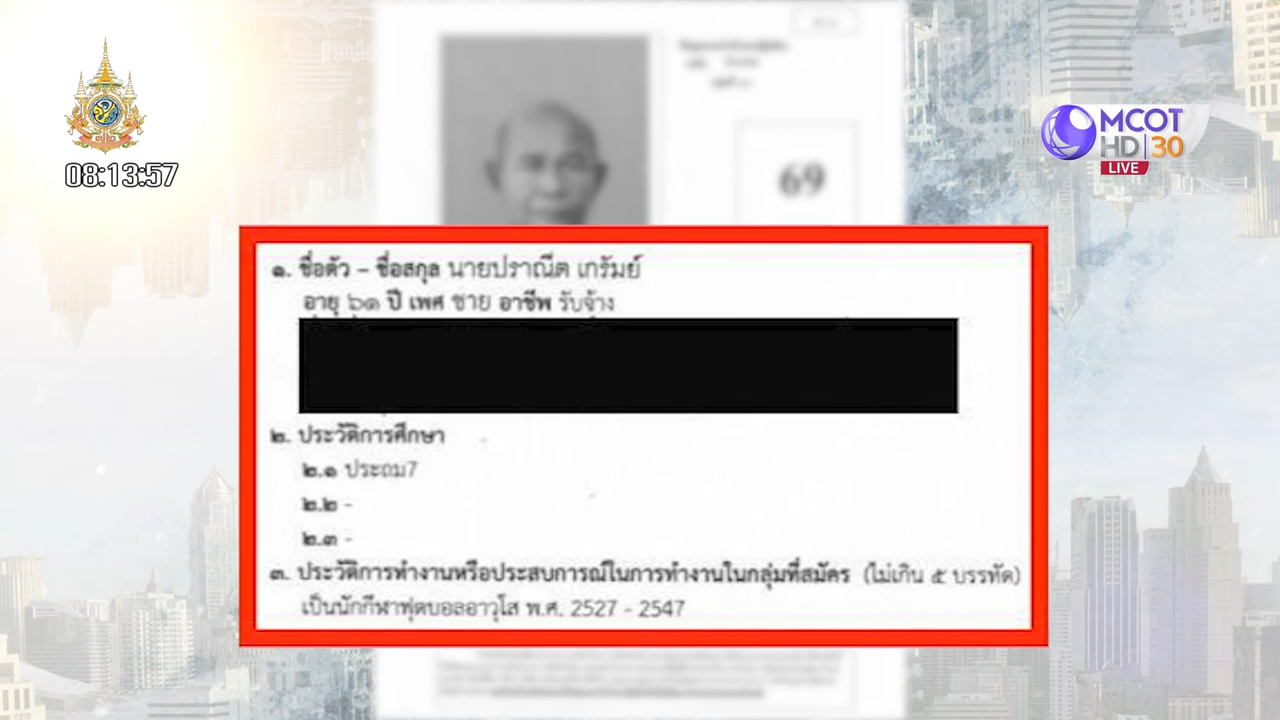 08:13:57
MCOT
HD 30
LIVE
69
๑. ชื่อตัว – ชื่อสกุล นายปราณีต เกรัมย์
อายุ ๖๑ ปี เพศ ชาย อาชีพ รับจ้าง
๒. ประวัติการศึกษา
๒.๑ ประถม7
๒.๒ -
๒.๓ -
๓. ประวัติการทำงานหรือประสบการณ์ในการทำงานในกลุ่มที่สมัคร (ไม่เกิน ๕ บรรทัด)
เป็นนักกีฬาฟุตบอลอาวุโส พ.ศ. 2527 - 2547